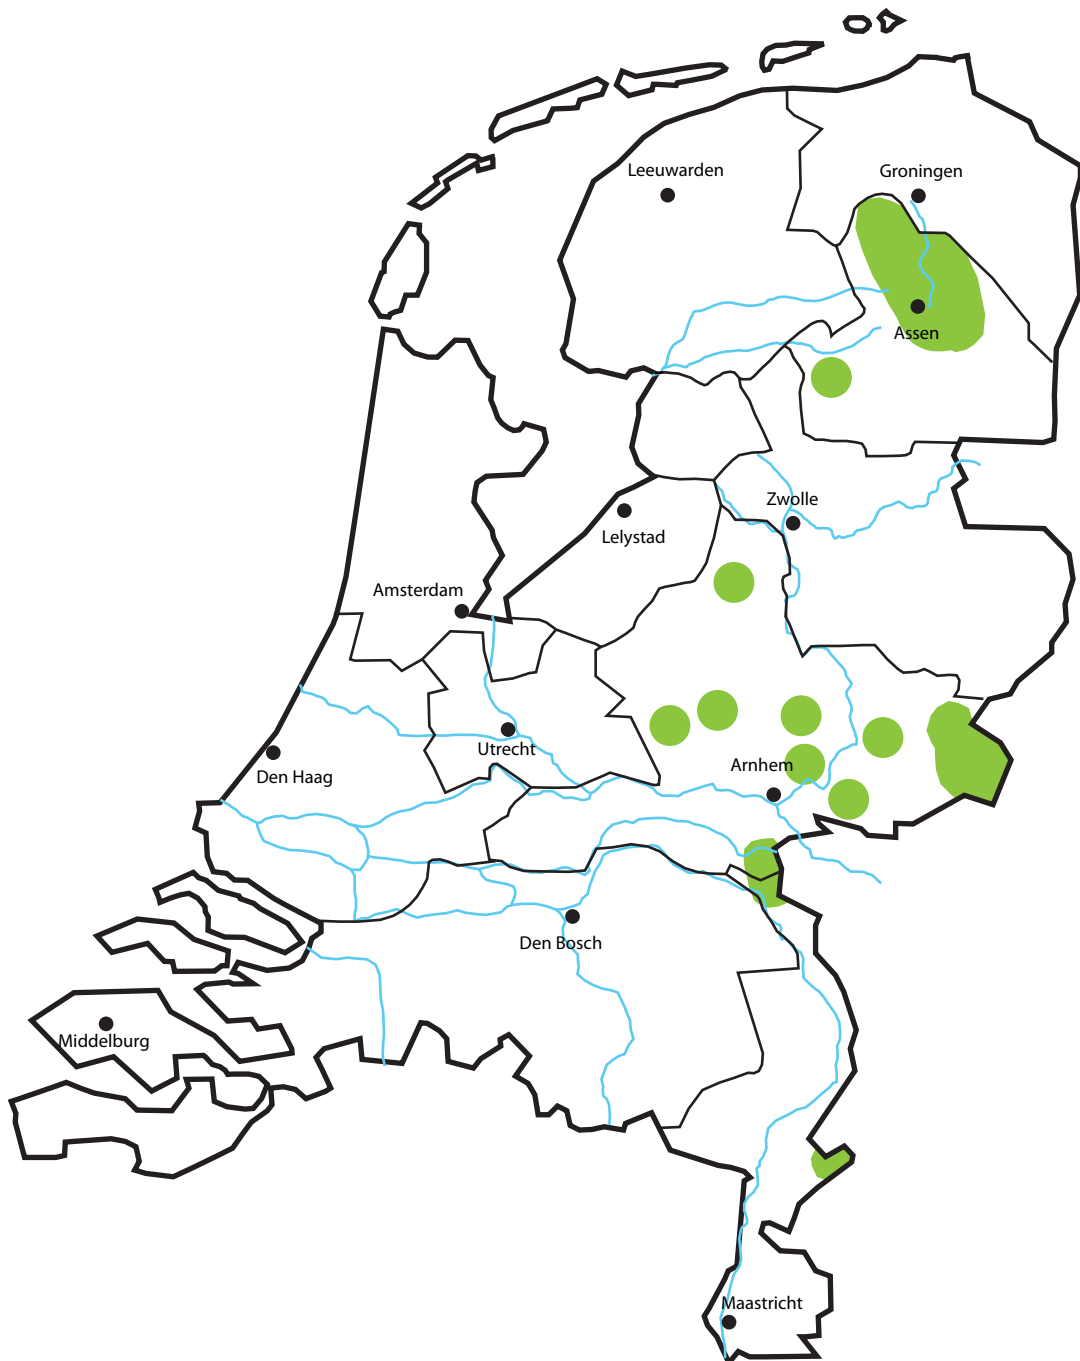 Leeuwarden
Groningen
Assen
Zwolle
Lelystad
Amsterdam
Utrecht
Den Haag
Arnhem
Den Bosch
Middelburg
Maastricht